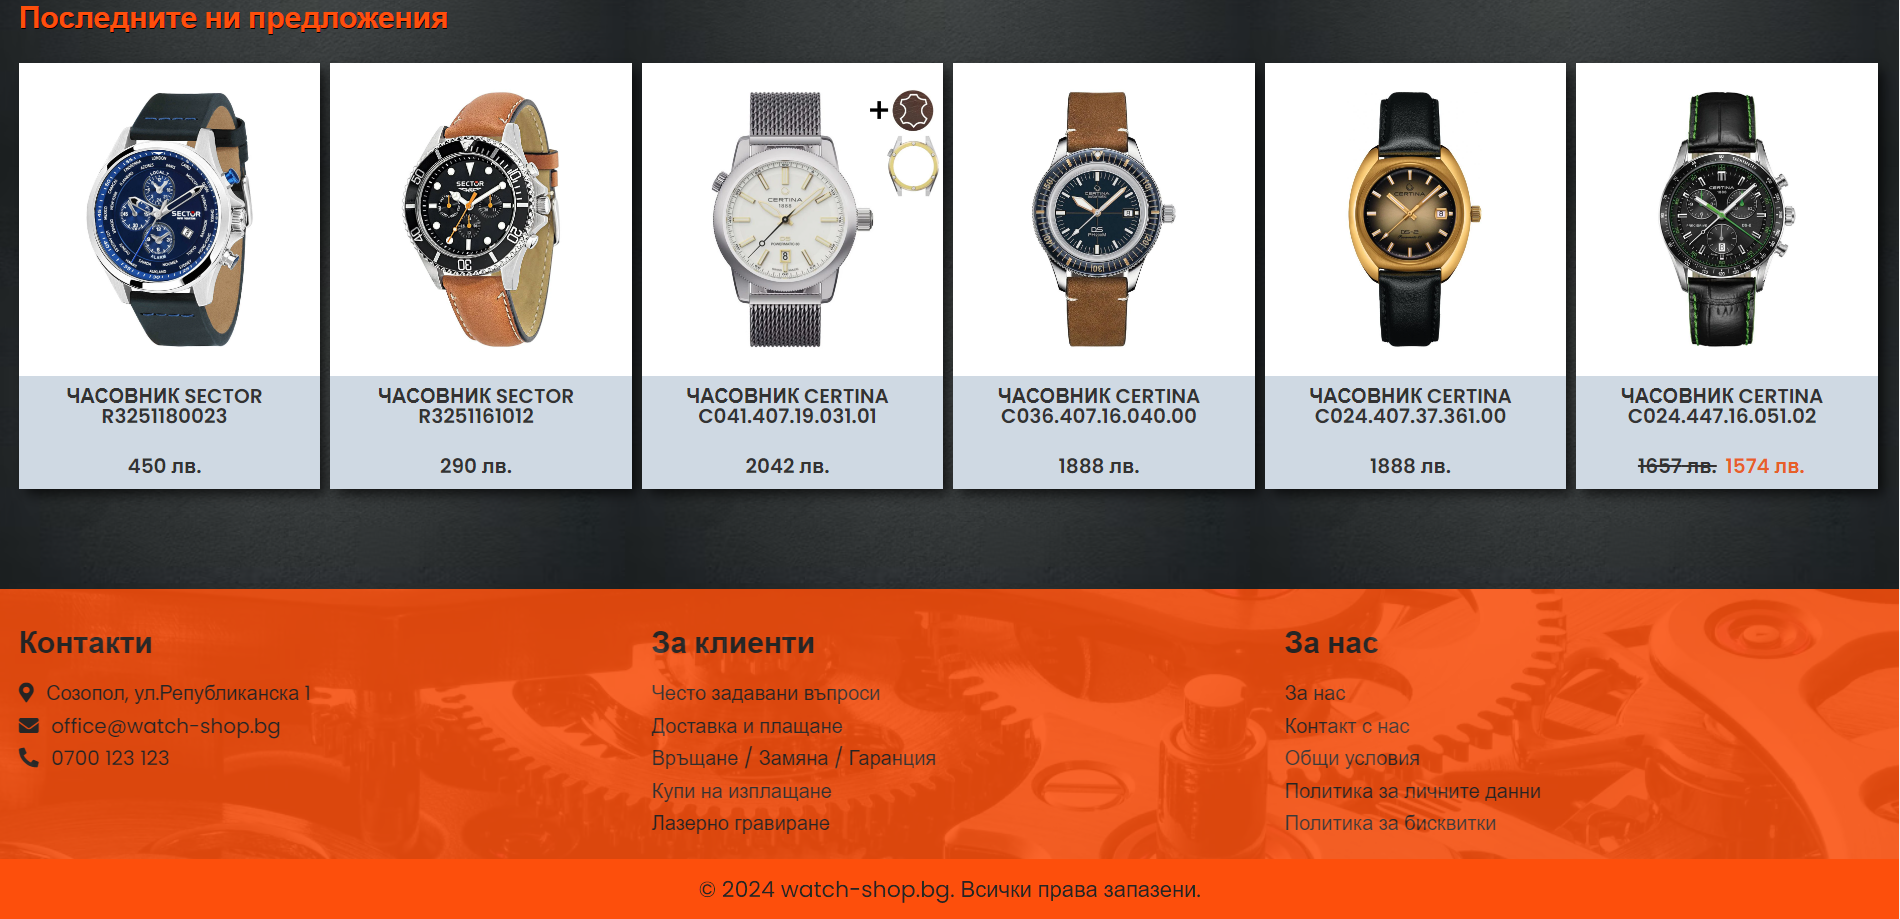 Последните ни предложения
ЧАСОВНИК SECTOR
R3251180023
450 лв.
ЧАСОВНИК SECTOR
R3251161012
290 лв.
ЧАСОВНИК CERTINA
C041.407.19.031.01
2042 лв.
ЧАСОВНИК CERTINA
C036.407.16.040.00
1888 лв.
ЧАСОВНИК CERTINA
C024.407.37.361.00
1888 лв.
ЧАСОВНИК CERTINA
C024.447.16.051.02
1657 лв. 1574 лв.
Контакти
Созопол, ул.Републиканска 1
office@watch-shop.bg
0700 123 123
За клиенти
Често задавани въпроси
Доставка и плащане
Връщане / Замяна / Гаранция
Купи на изплащане
Лазерно гравиране
За нас
За нас
Контакт с нас
Общи условия
Политика за личните данни
Политика за бисквитки
© 2024 watch-shop.bg. Всички права запазени.